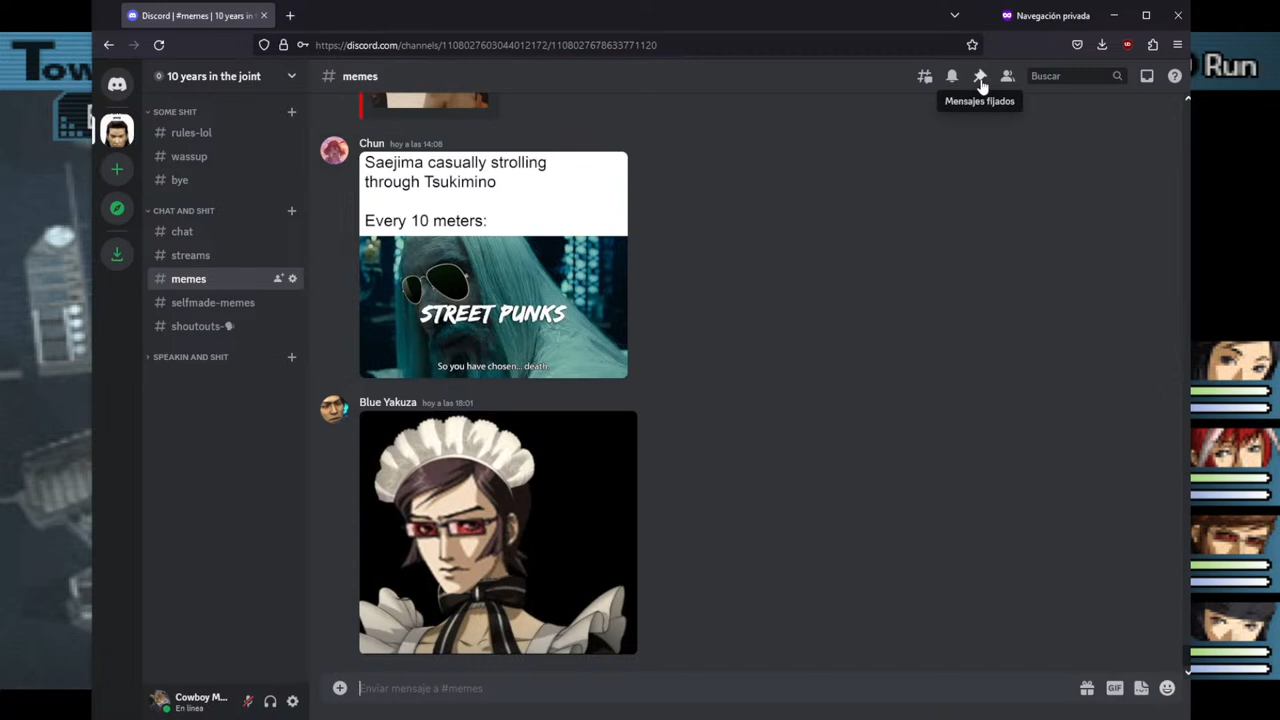 Discord | #memes | 10 years in t
Navegación privada
https://discord.com/channels/1108027603044012172/1108027678633771120
Tow
Run
10 years in the joint
# memes
Buscar
Mensajes fijados
SOME SHIT
rules-lol
wassup
bye
CHAT AND SHIT
chat
streams
memes
selfmade-memes
shoutouts-🗣
SPEAKIN AND SHIT
Chun hoy a las 14:08
Saejima casually strolling
through Tsukimino
Every 10 meters:
STREET PUNKS
So you have chosen... death.
Blue Yakuza hoy a las 18:01
Enviar mensaje a #memes
GIF
Cowboy M...
En línea